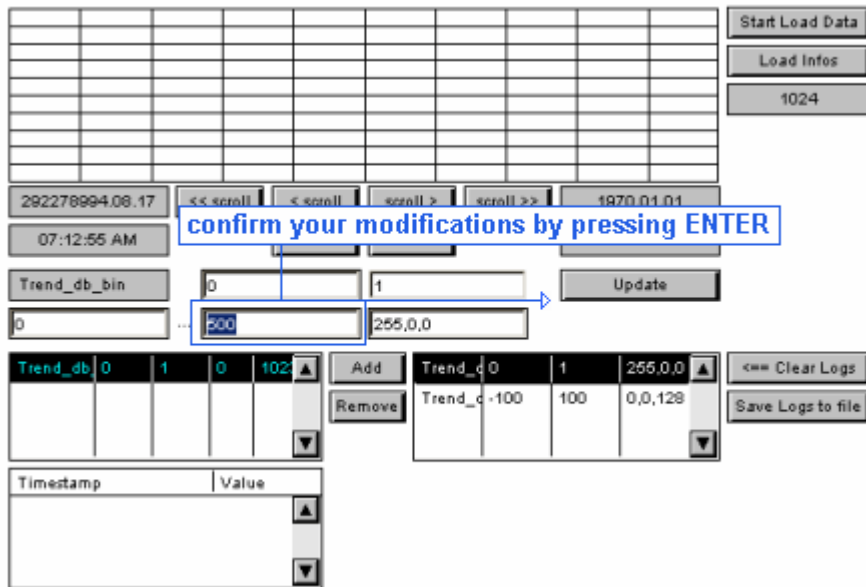 Start Load Data
Load Infos
1024
292278994.08.17 << scroll < scroll scroll > scroll >> 1970.01.01
confirm your modifications by pressing ENTER
07:12:55 AM
Trend_db_bin 0 1 Update
0 ... 500 255,0,0
Trend_db 0 1 0 102 Add Trend_d 0 1 255,0,0 <== Clear Logs
Remove Trend_d -100 100 0,0,128 Save Logs to file
Timestamp Value